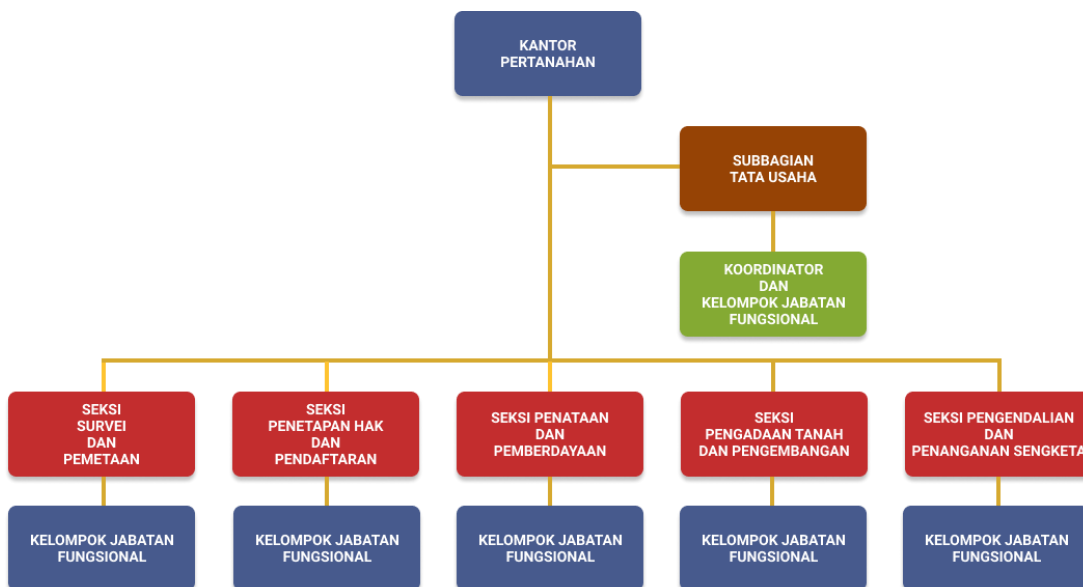 KANTOR
PERTANAHAN
SUBBAGIAN
TATA USAHA
KOORDINATOR
DAN
KELOMPOK JABATAN
FUNGSIONAL
SEKSI
SURVEI
DAN
PEMETAAN
SEKSI
PENETAPAN HAK
DAN
PENDAFTARAN
SEKSI PENATAAN
DAN
PEMBERDAYAAN
SEKSI
PENGADAAN TANAH
DAN PENGEMBANGAN
SEKSI PENGENDALIAN
DAN
PENANGANAN SENGKETA
KELOMPOK JABATAN
FUNGSIONAL
KELOMPOK JABATAN
FUNGSIONAL
KELOMPOK JABATAN
FUNGSIONAL
KELOMPOK JABATAN
FUNGSIONAL
KELOMPOK JABATAN
FUNGSIONAL